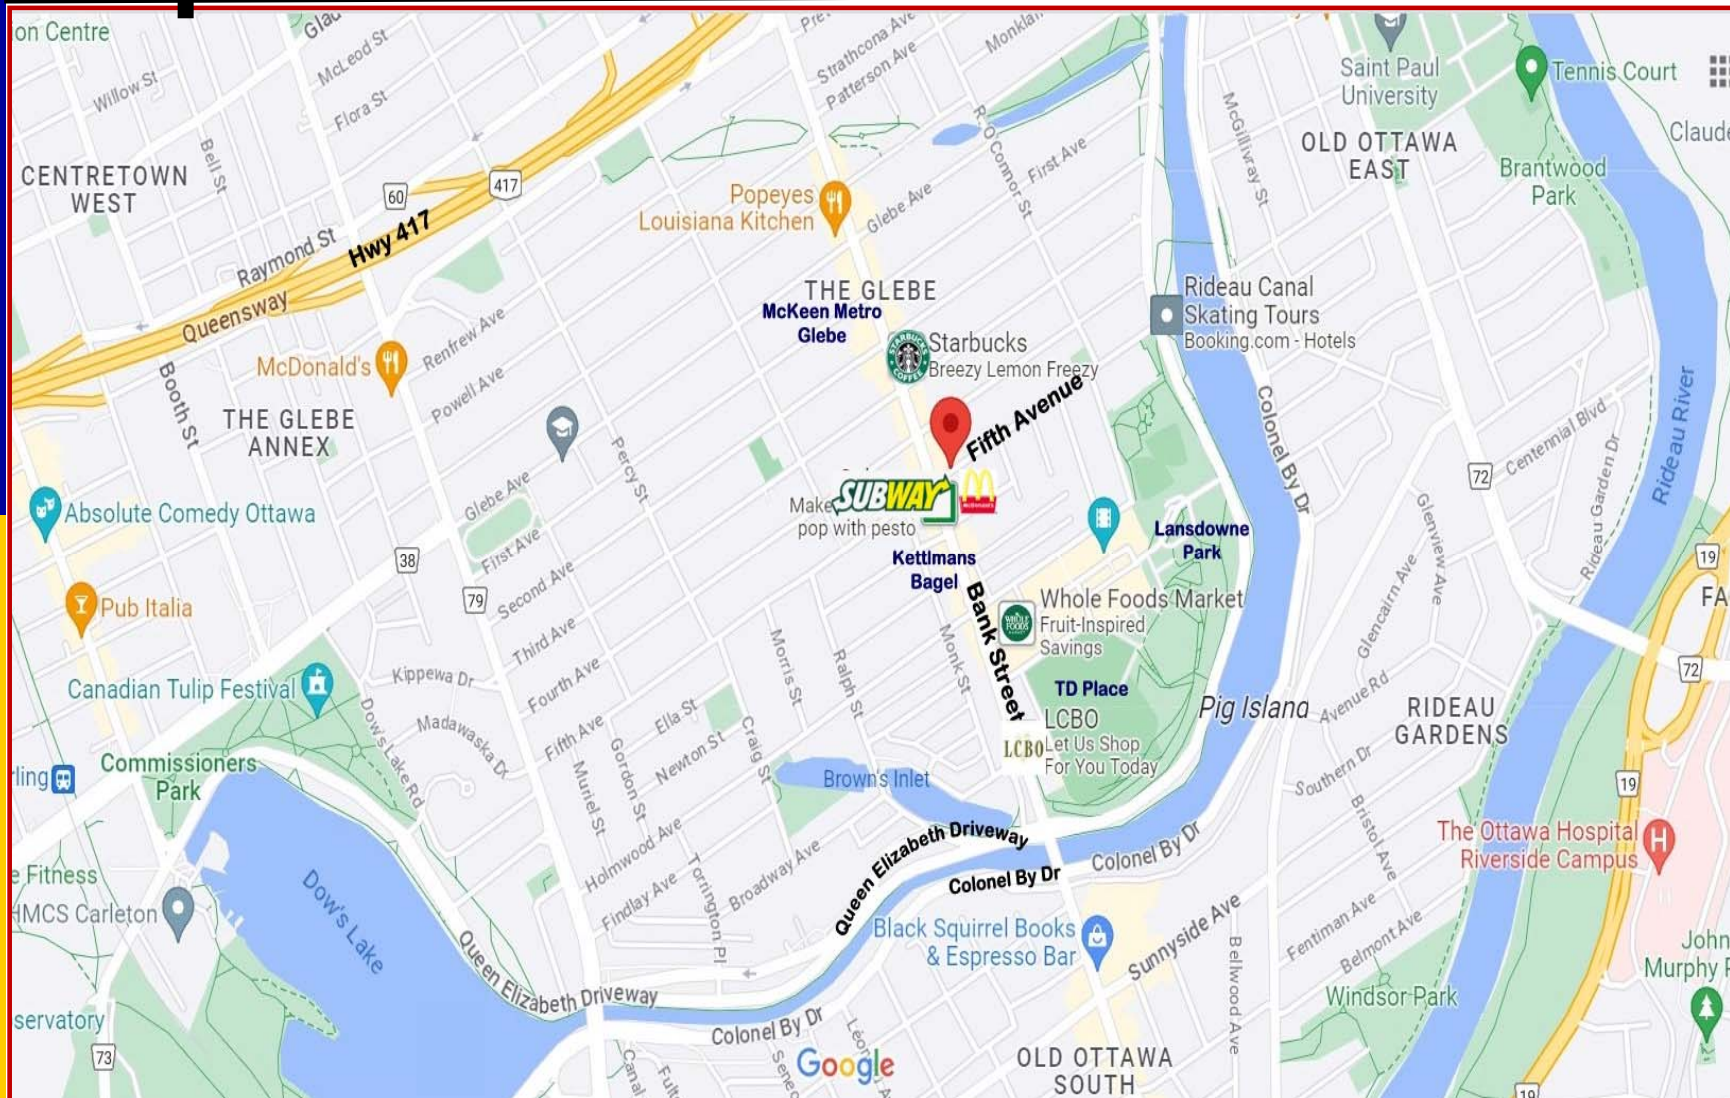 on Centre
McLeod St
Willow St
Flora St
Bell St
Strathcona Ave
Patterson Ave
Saint Paul
University
Tennis Court
CENTRETOWN
WEST
60
417
Hwy 417
Raymond St
Queensway
Popeyes
Louisiana Kitchen
Glebe Ave
O'Connor St
First Ave
McGillivray St
OLD OTTAWA
EAST
Brantwood
Park
THE GLEBE
McKeen Metro
Glebe
STARBUCKS
COFFEE
Starbucks
Breezy Lemon Freezy
Rideau Canal
Skating Tours
Booking.com - Hotels
McDonald's
Renfrew Ave
Powell Ave
Booth St
THE GLEBE
ANNEX
Percy St
Fifth Avenue
Colonel By Dr
Centennial Blvd
Rideau River
72
Rideau Garden Dr
Absolute Comedy Ottawa
Glebe Ave
Make
SUBWAY
McDonald's
pop with pesto
Lansdowne
Park
Glenview Ave
Glencairn Ave
19
38
First Ave
Second Ave
Third Ave
Fourth Ave
Fifth Ave
79
Kettlmans
Bagel
Bank Street
WHOLE
FOODS
MARKET
Whole Foods Market
Fruit-Inspired
Savings
FA
Pub Italia
Morris St
Ralph St
Monk St
72
Canadian Tulip Festival
Kippewa Dr
Madawaska Dr
Dow's Lake Rd
Ella St
Newton St
Craig St
TD Place
LCBO
LCBO
Let Us Shop
For You Today
Pig Island
Avenue Rd
RIDEAU
GARDENS
Commissioners
Park
Muriel St
Gordon St
Brown's Inlet
Southern Dr
19
ling
Holmwood Ave
Findlay Ave
Torrington Pl
Broadway Ave
Queen Elizabeth Driveway
Colonel By Dr
Colonel By Dr
Bristol Ave
The Ottawa Hospital
Riverside Campus
H
e Fitness
HMCS Carleton
Dow's Lake
Black Squirrel Books
& Espresso Bar
Sunnyside Ave
Bellwood Ave
Fentiman Ave
Belmont Ave
Queen Elizabeth Driveway
Colonel By Dr
Windsor Park
John
Murphy P
servatory
73
Canal
Google
OLD OTTAWA
SOUTH
19